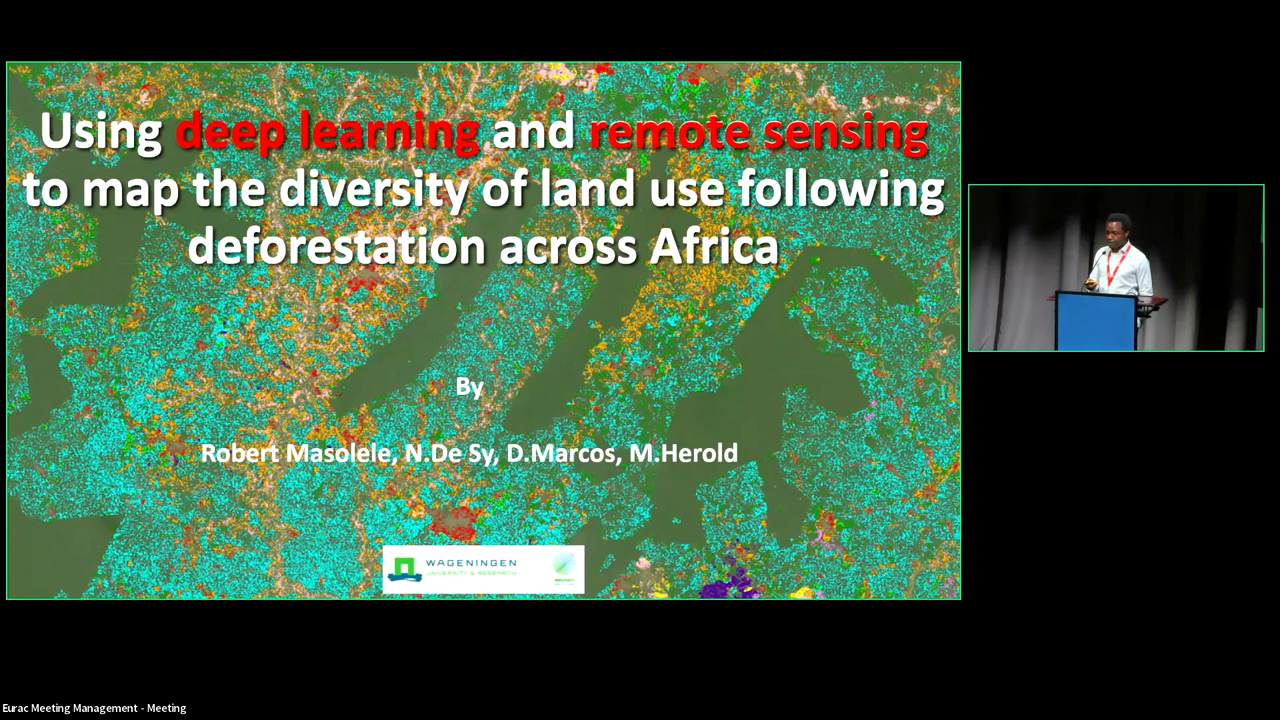 Using deep learning and remote sensing
to map the diversity of land use following
deforestation across Africa
By
Robert Masolele, N.De Sy, D.Marcos, M.Herold
WAGENINGEN
UNIVERSITY & RESEARCH
Eurac Meeting Management - Meeting